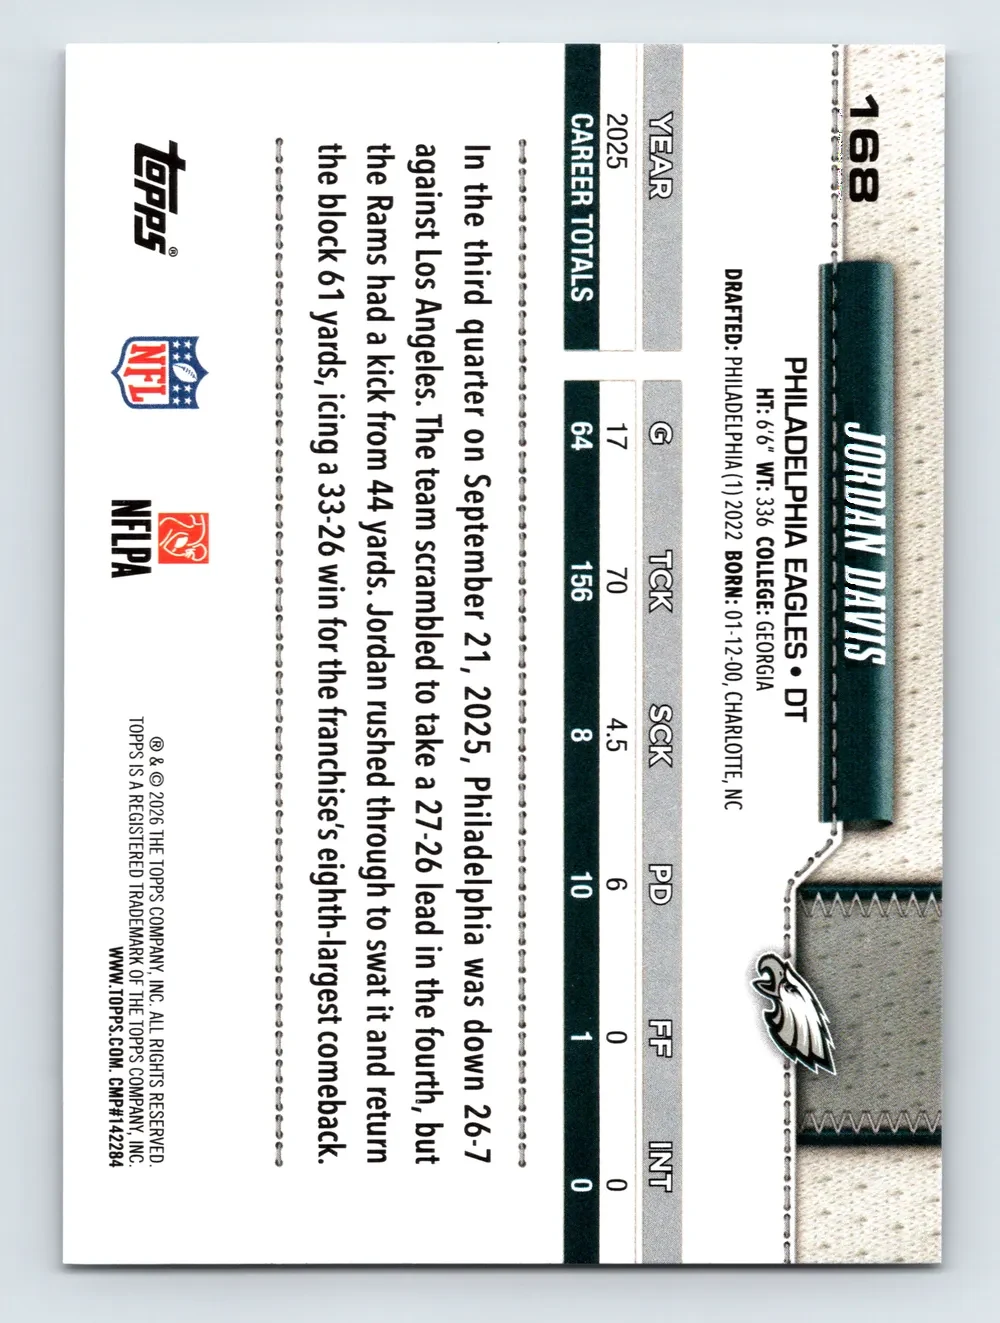 168
JORDAN DAVIS
PHILADELPHIA EAGLES • DT
HT: 6'6" WT: 336 COLLEGE: GEORGIA
DRAFTED: PHILADELPHIA (1) 2022 BORN: 01-12-00, CHARLOTTE, NC
YEAR G TCK SCK PD FF INT
2025 17 70 4.5 6 0 0
CAREER TOTALS 64 156 8 10 1 0
In the third quarter on September 21, 2025, Philadelphia was down 26-7
against Los Angeles. The team scrambled to take a 27-26 lead in the fourth, but
the Rams had a kick from 44 yards. Jordan rushed through to swat it and return
the block 61 yards, icing a 33-26 win for the franchise's eighth-largest comeback.
Topps®
NFL
NFLPA
® & © 2026 THE TOPPS COMPANY, INC. ALL RIGHTS RESERVED.
TOPPS IS A REGISTERED TRADEMARK OF THE TOPPS COMPANY, INC.
WWW.TOPPS.COM. CMP#142284